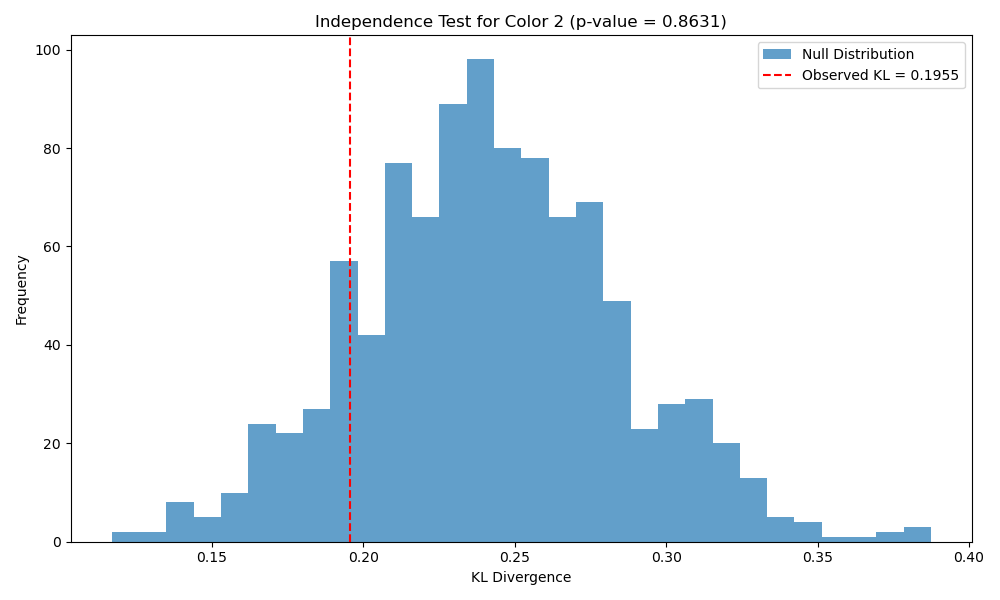 Independence Test for Color 2 (p-value = 0.8631)
Null Distribution
Observed KL = 0.1955
100
80
60
40
20
0
Frequency
0.15
0.20
0.25
0.30
0.35
0.40
KL Divergence